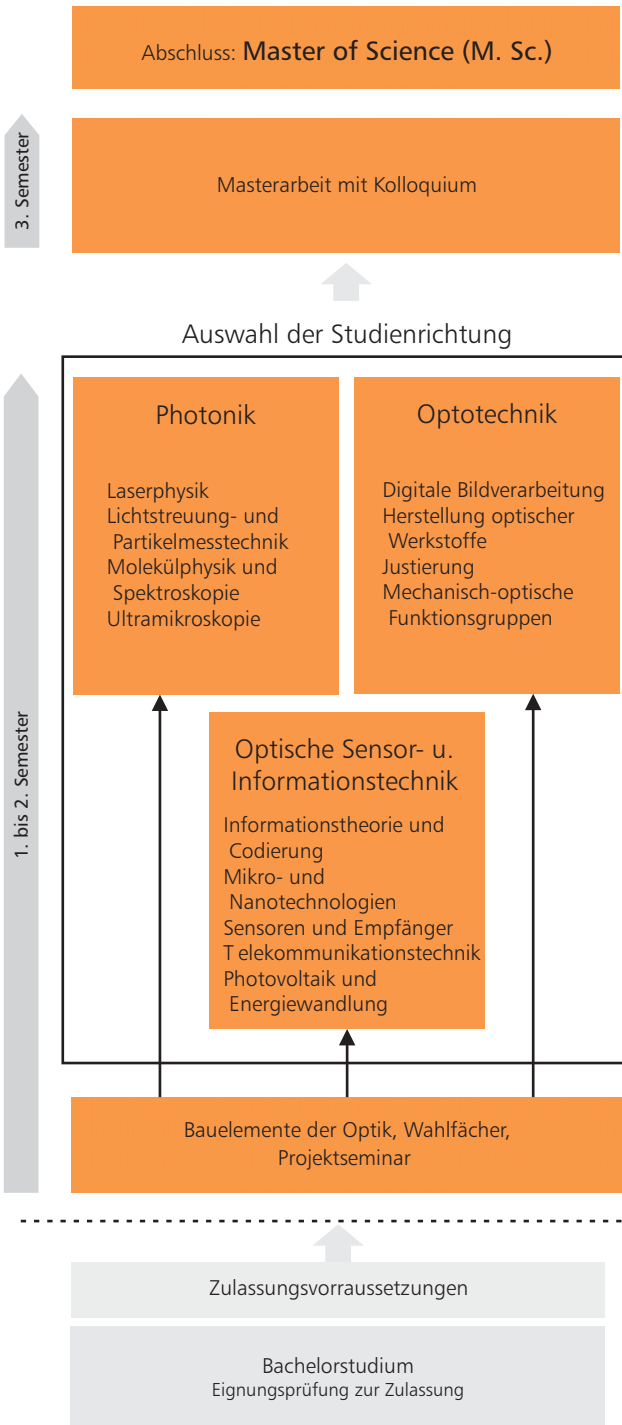 Abschluss: Master of Science (M. Sc.)
3. Semester
Masterarbeit mit Kolloquium
Auswahl der Studienrichtung
1. bis 2. Semester
Photonik
Laserphysik
Lichtstreuung- und
Partikelmesstechnik
Molekülphysik und
Spektroskopie
Ultramikroskopie
Optotechnik
Digitale Bildverarbeitung
Herstellung optischer
Werkstoffe
Justierung
Mechanisch-optische
Funktionsgruppen
Optische Sensor- u.
Informationstechnik
Informationstheorie und
Codierung
Mikro- und
Nanotechnologien
Sensoren und Empfänger
T elekommunikationstechnik
Photovoltaik und
Energiewandlung
Bauelemente der Optik, Wahlfächer,
Projektseminar
Zulassungsvorraussetzungen
Bachelorstudium
Eignungsprüfung zur Zulassung